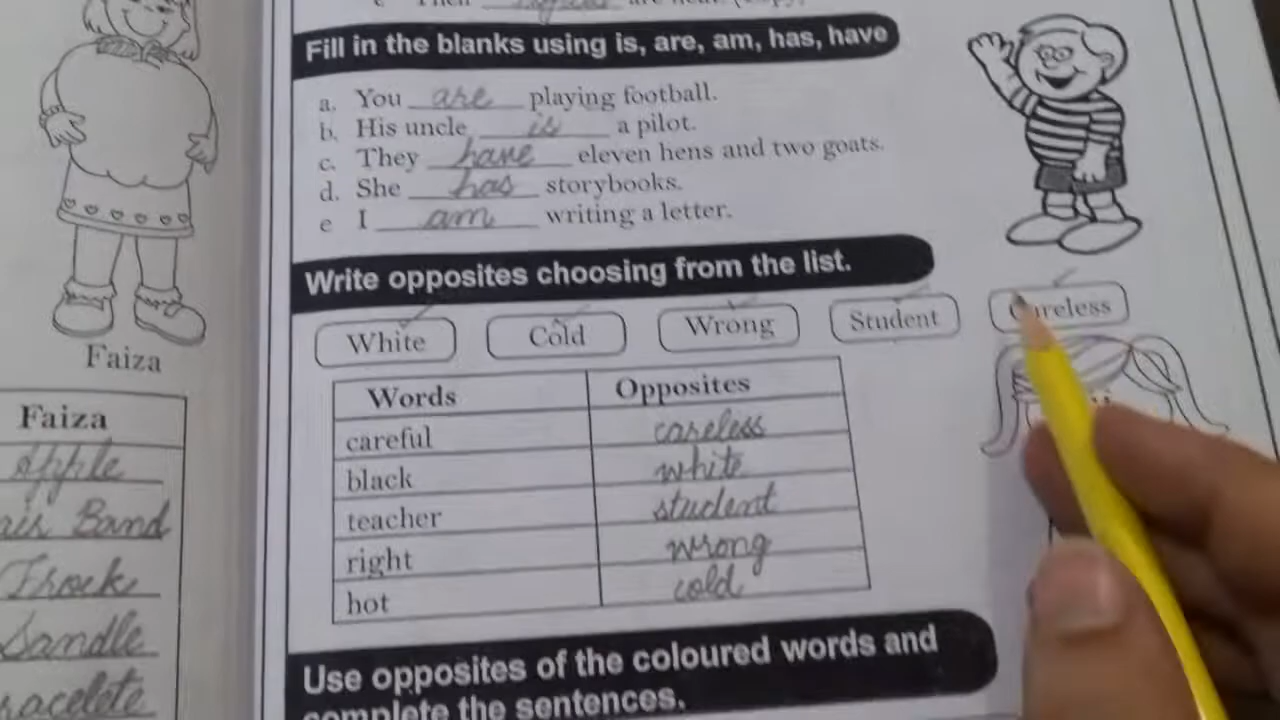 Fill in the blanks using is, are, am, has, have
a. You are playing football.
b. His uncle is a pilot.
c. They have eleven hens and two goats.
d. She has storybooks.
e I am writing a letter.
Write opposites choosing from the list.
White Cold Wrong Student Careless
Words Opposites
careful careless
black white
teacher student
right wrong
hot cold
Use opposites of the coloured words and
complete the sentences.
Faiza
Faiza
Apple
Band
Frock
Sandle